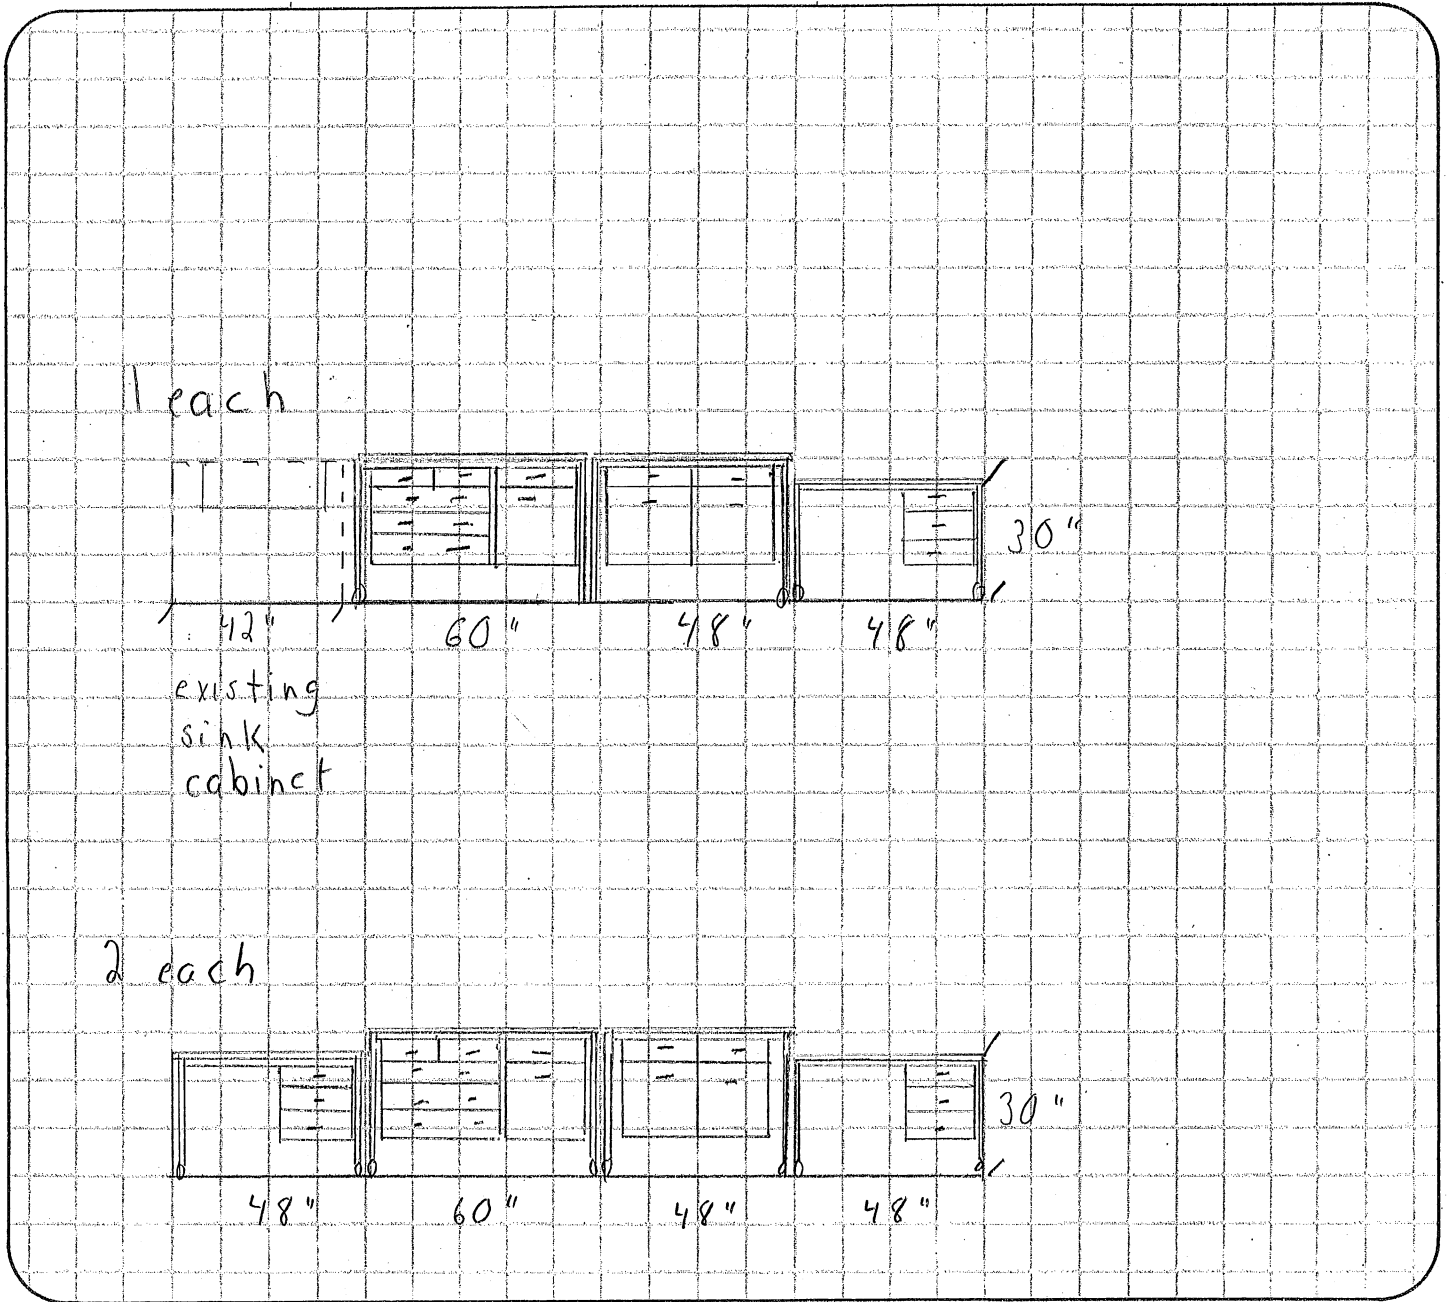 1 each
30"
42" 60" 48" 48"
existing
sink
cabinet
2 each
30"
48" 60" 48" 48"